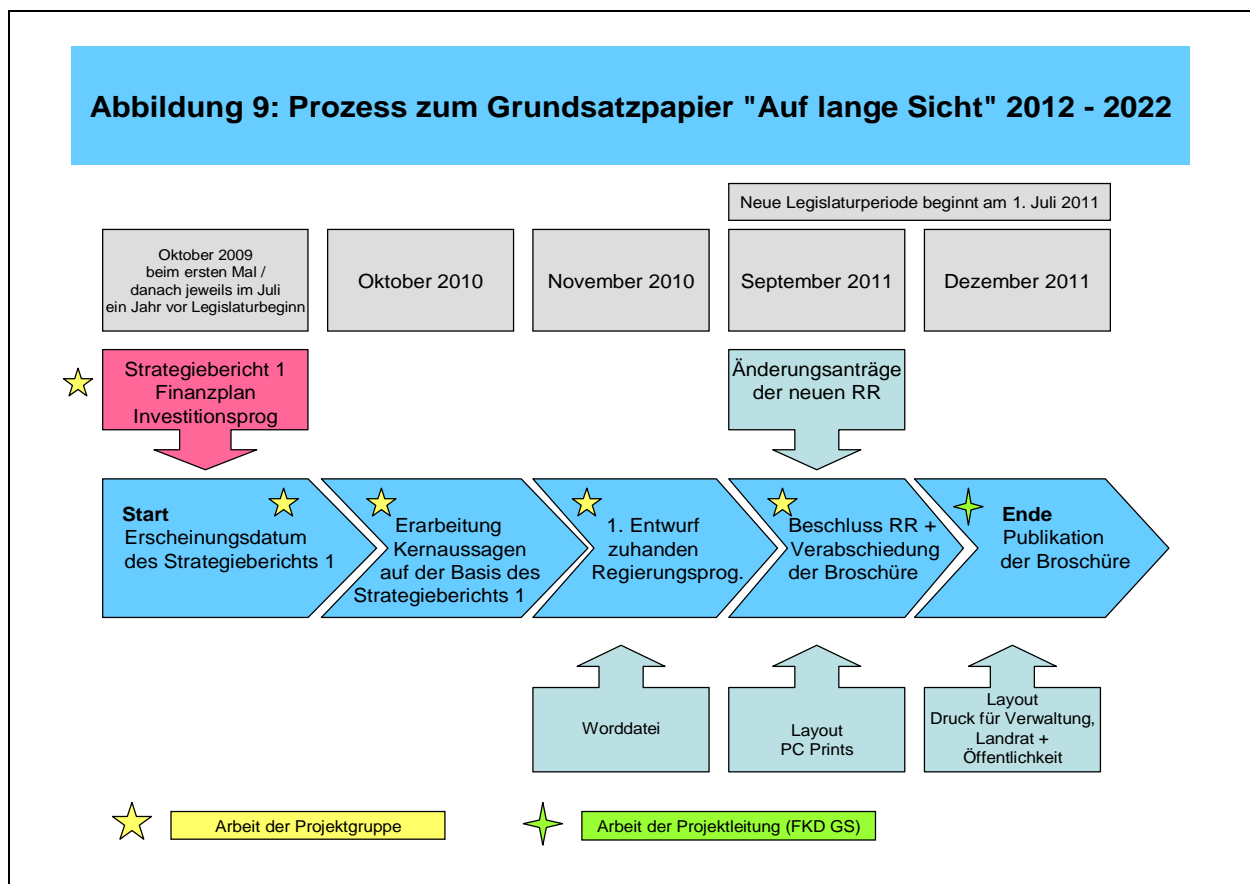 Abbildung 9: Prozess zum Grundsatzpapier "Auf lange Sicht" 2012 - 2022
Neue Legislaturperiode beginnt am 1. Juli 2011
Oktober 2009
beim ersten Mal /
danach jeweils im Juli
ein Jahr vor Legislaturbeginn
Oktober 2010
November 2010
September 2011
Dezember 2011
Strategiebericht 1
Finanzplan
Investitionsprog
Änderungsanträge
der neuen RR
Start
Erscheinungsdatum
des Strategieberichts 1
Erarbeitung
Kernaussagen
auf der Basis des
Strategieberichts 1
1. Entwurf
zuhanden
Regierungsprog.
Beschluss RR +
Verabschiedung
der Broschüre
Ende
Publikation
der Broschüre
Worddatei
Layout
PC Prints
Layout
Druck für Verwaltung,
Landrat +
Öffentlichkeit
Arbeit der Projektgruppe
Arbeit der Projektleitung (FKD GS)